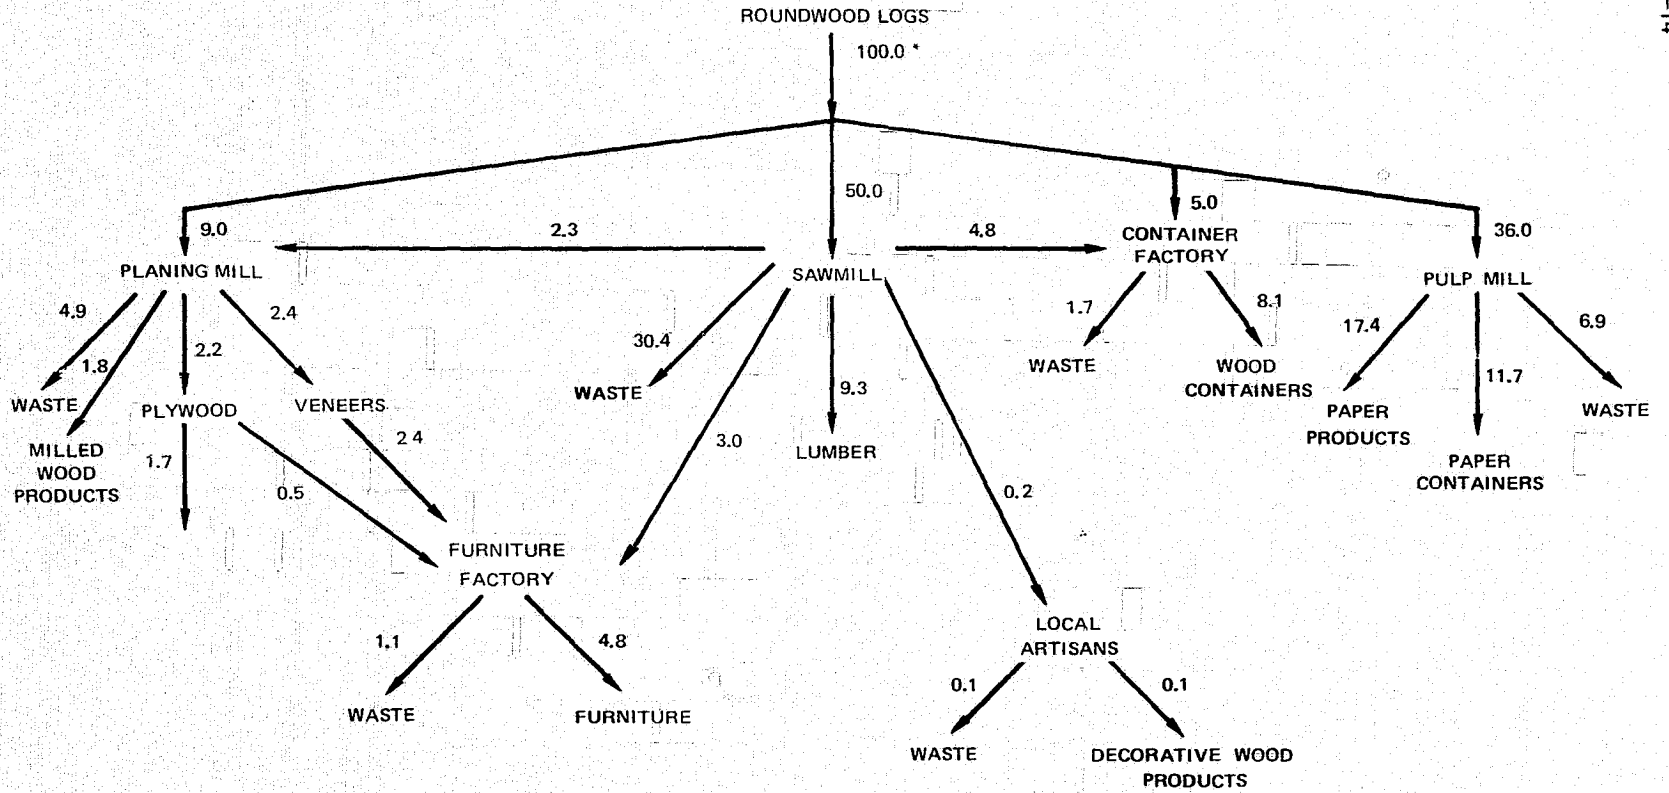 ROUNDWOOD LOGS
100.0 *
50.0
5.0
9.0
2.3
4.8
36.0
CONTAINER
FACTORY
PLANING MILL
SAWMILL
PULP MILL
4.9
2.4
1.7
8.1
17.4
6.9
1.8
2.2
30.4
WASTE
WOOD
CONTAINERS
11.7
WASTE
9.3
WASTE
PLYWOOD
VENEERS
PAPER
PRODUCTS
WASTE
MILLED
WOOD
PRODUCTS
1.7
2 4
3.0
LUMBER
PAPER
CONTAINERS
0.5
0.2
FURNITURE
FACTORY
LOCAL
ARTISANS
1.1
4.8
0.1
0.1
WASTE
FURNITURE
WASTE
DECORATIVE WOOD
PRODUCTS